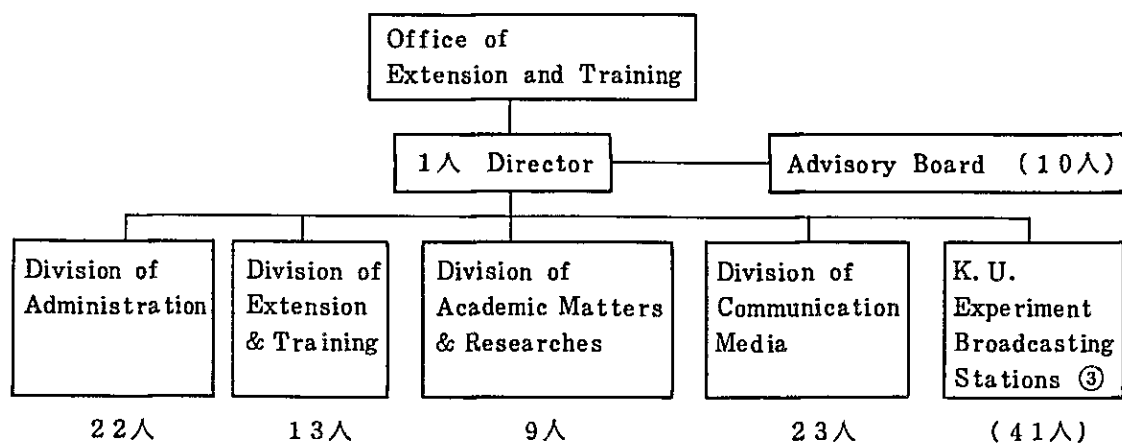 Office of
Extension and Training
1人 Director
Advisory Board (10人)
Division of
Administration
Division of
Extension
& Training
Division of
Academic Matters
& Researches
Division of
Communication
Media
K. U.
Experiment
Broadcasting
Stations ③
22人
13人
9人
23人
(41人)